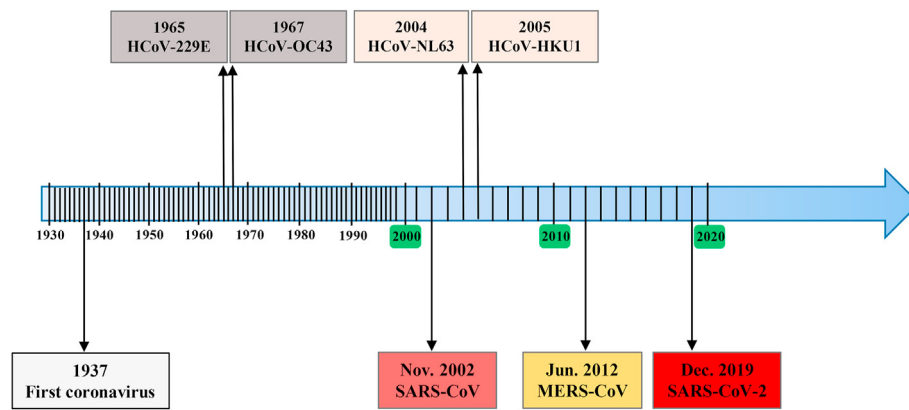 1965
HCoV-229E
1967
HCoV-OC43
2004
HCoV-NL63
2005
HCoV-HKU1
1930
1940
1950
1960
1970
1980
1990
2000
2010
2020
1937
First coronavirus
Nov. 2002
SARS-CoV
Jun. 2012
MERS-CoV
Dec. 2019
SARS-CoV-2